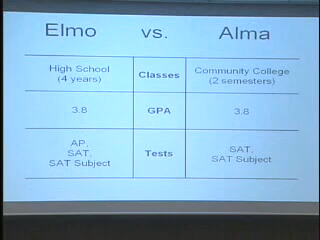 Elmo vs. Alma
High School
(4 years)
Classes
Community College
(2 semesters)
3.8
GPA
3.8
AP,
SAT,
SAT Subject
Tests
SAT,
SAT Subject